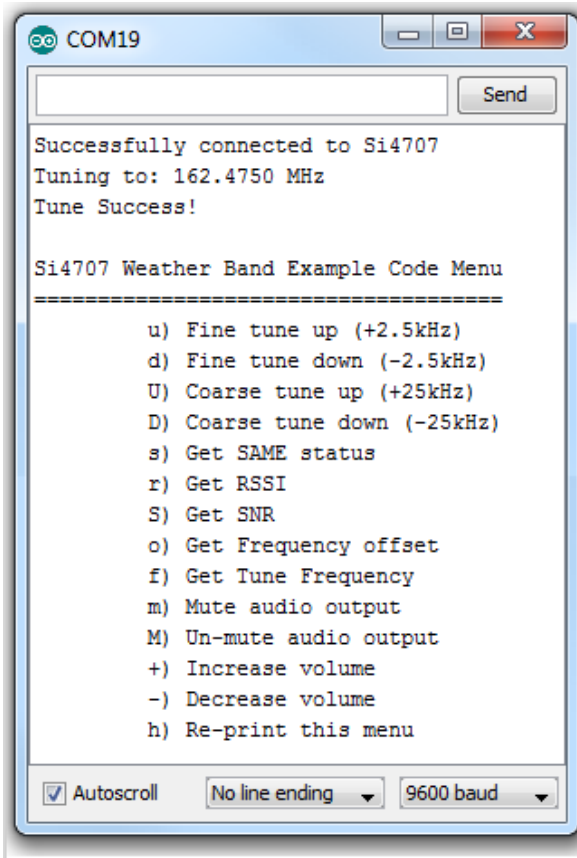 COM19
Send
Successfully connected to Si4707
Tuning to: 162.4750 MHz
Tune Success!
Si4707 Weather Band Example Code Menu
=====================================
u) Fine tune up (+2.5kHz)
d) Fine tune down (-2.5kHz)
U) Coarse tune up (+25kHz)
D) Coarse tune down (-25kHz)
s) Get SAME status
r) Get RSSI
S) Get SNR
o) Get Frequency offset
f) Get Tune Frequency
m) Mute audio output
M) Un-mute audio output
+) Increase volume
-) Decrease volume
h) Re-print this menu
Autoscroll No line ending 9600 baud